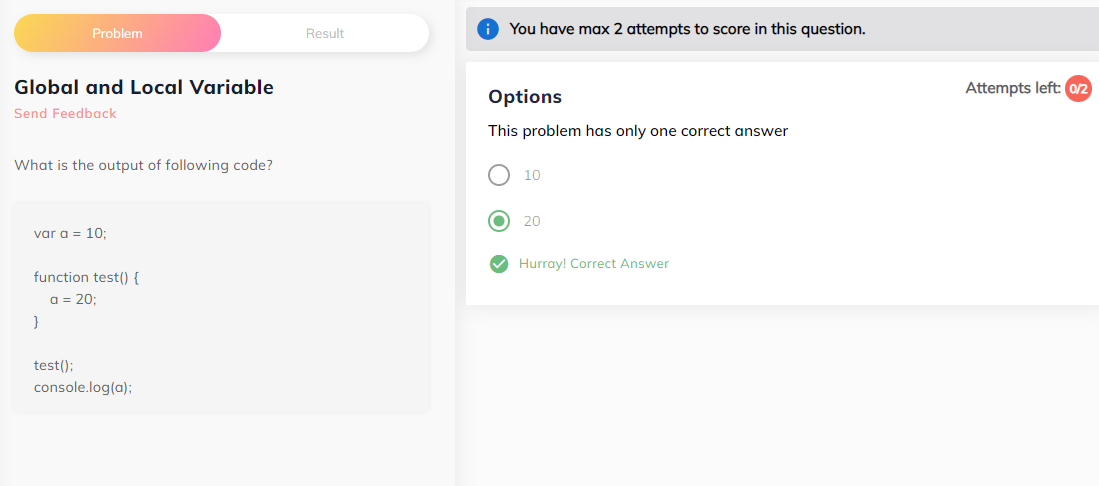 Problem
Result
Global and Local Variable
Send Feedback
What is the output of following code?
var a = 10;
function test() {
    a = 20;
}
test();
console.log(a);
You have max 2 attempts to score in this question.
Attempts left: 0/2
Options
This problem has only one correct answer
10
20
Hurray! Correct Answer